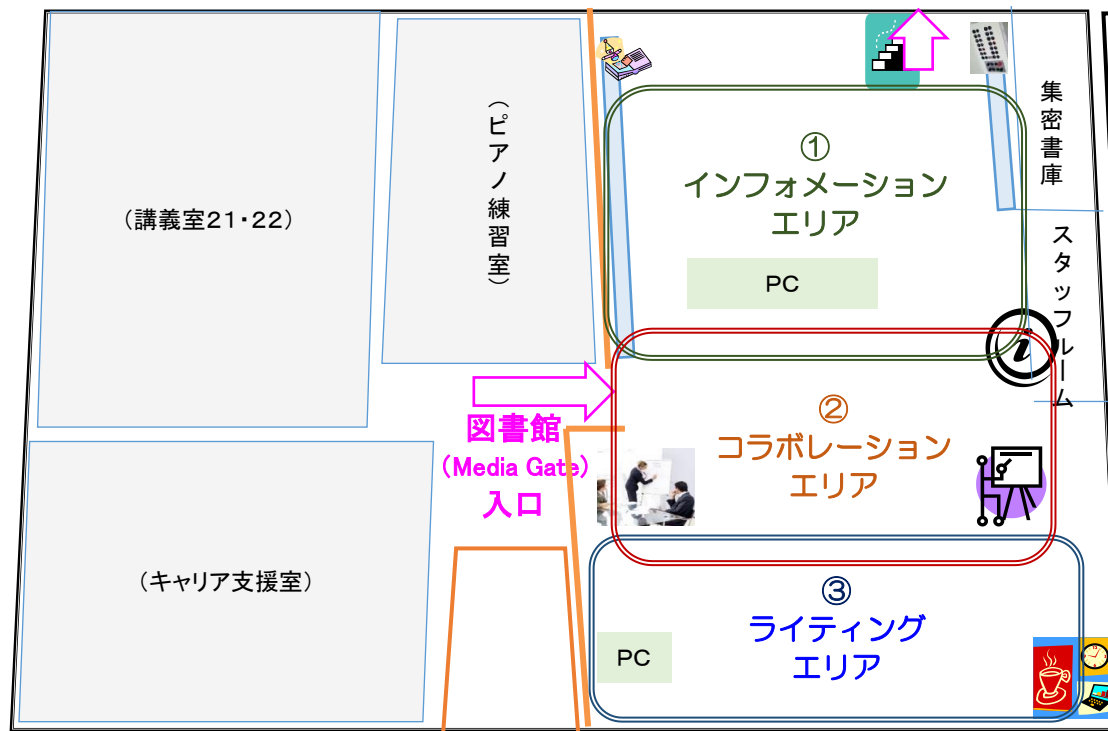 (講義室21・22)
(ピアノ練習室)
①
インフォメーション
エリア
PC
集密書庫
スタッフルーム
i
図書館
(Media Gate)
入口
②
コラボレーション
エリア
(キャリア支援室)
③
ライティング
エリア
PC